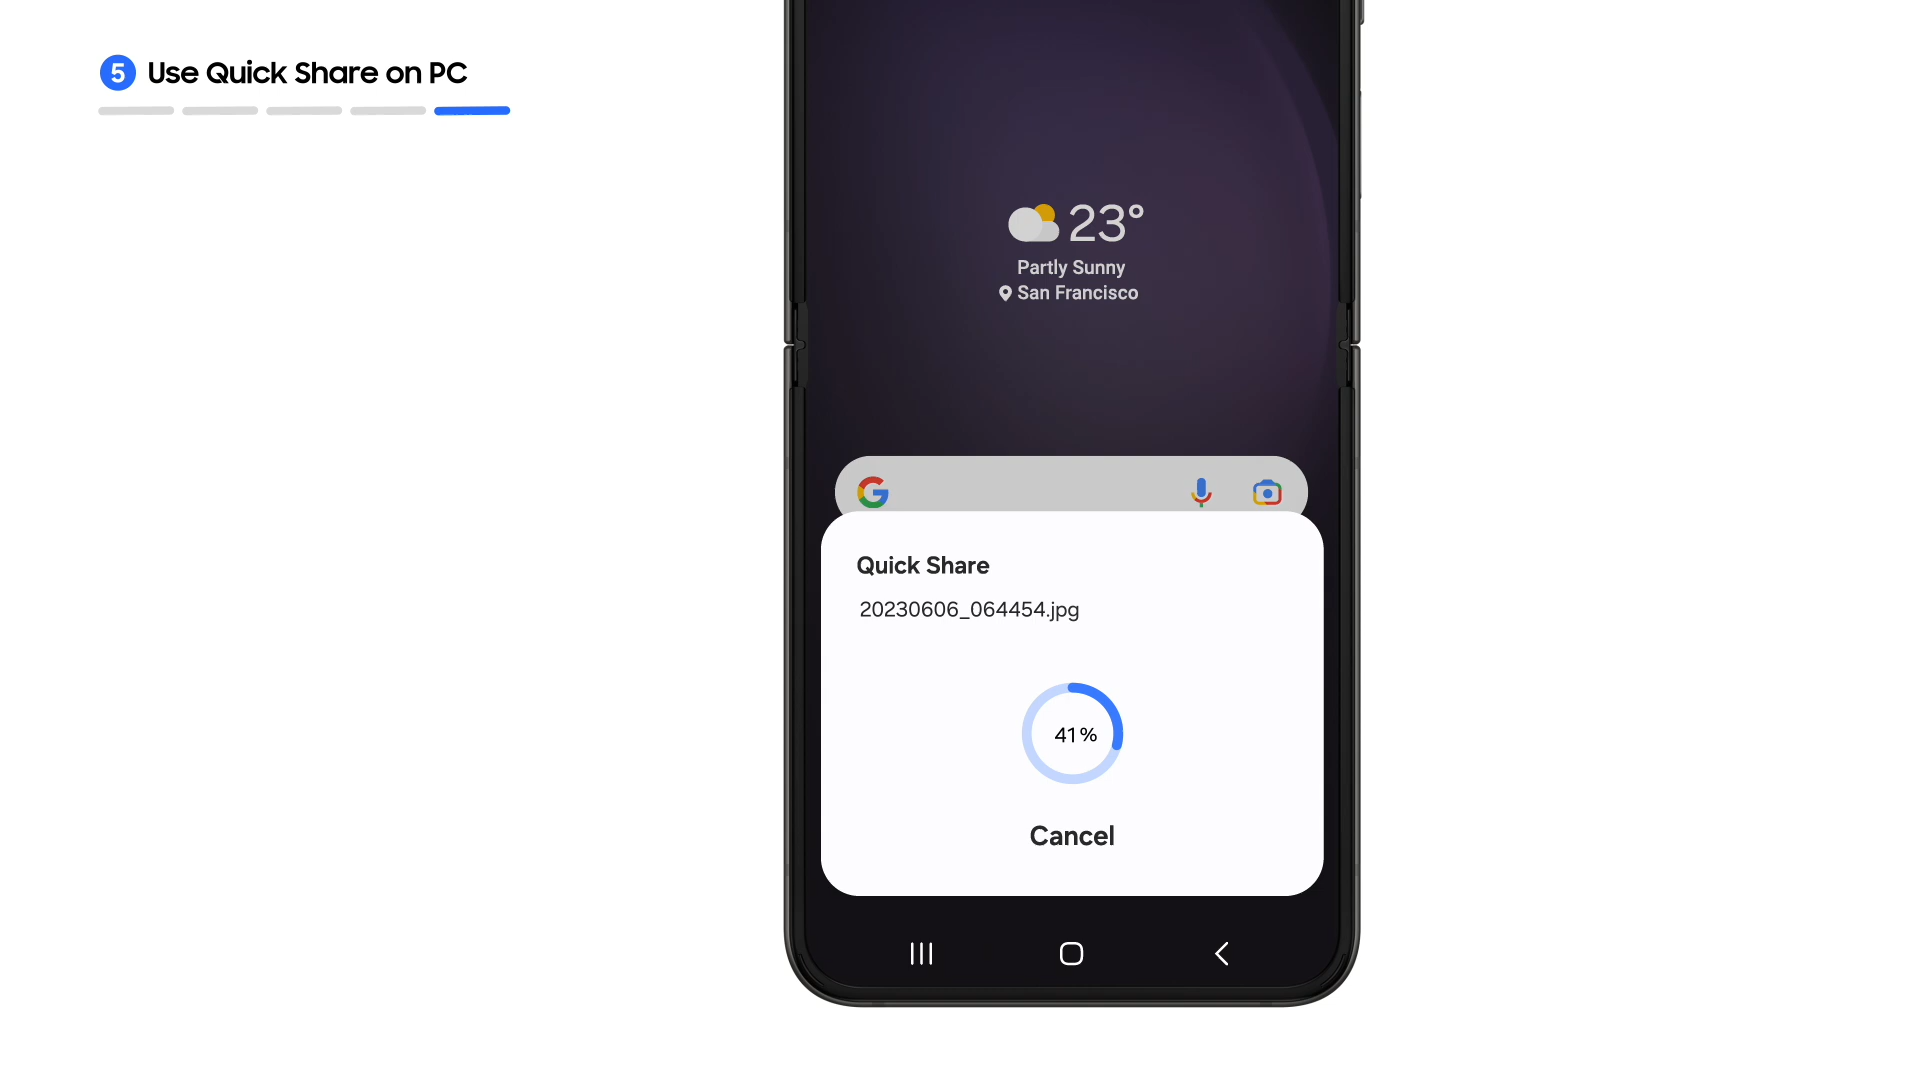 5 Use Quick Share on PC
23°
Partly Sunny
San Francisco
Quick Share
20230606_064454.jpg
41%
Cancel